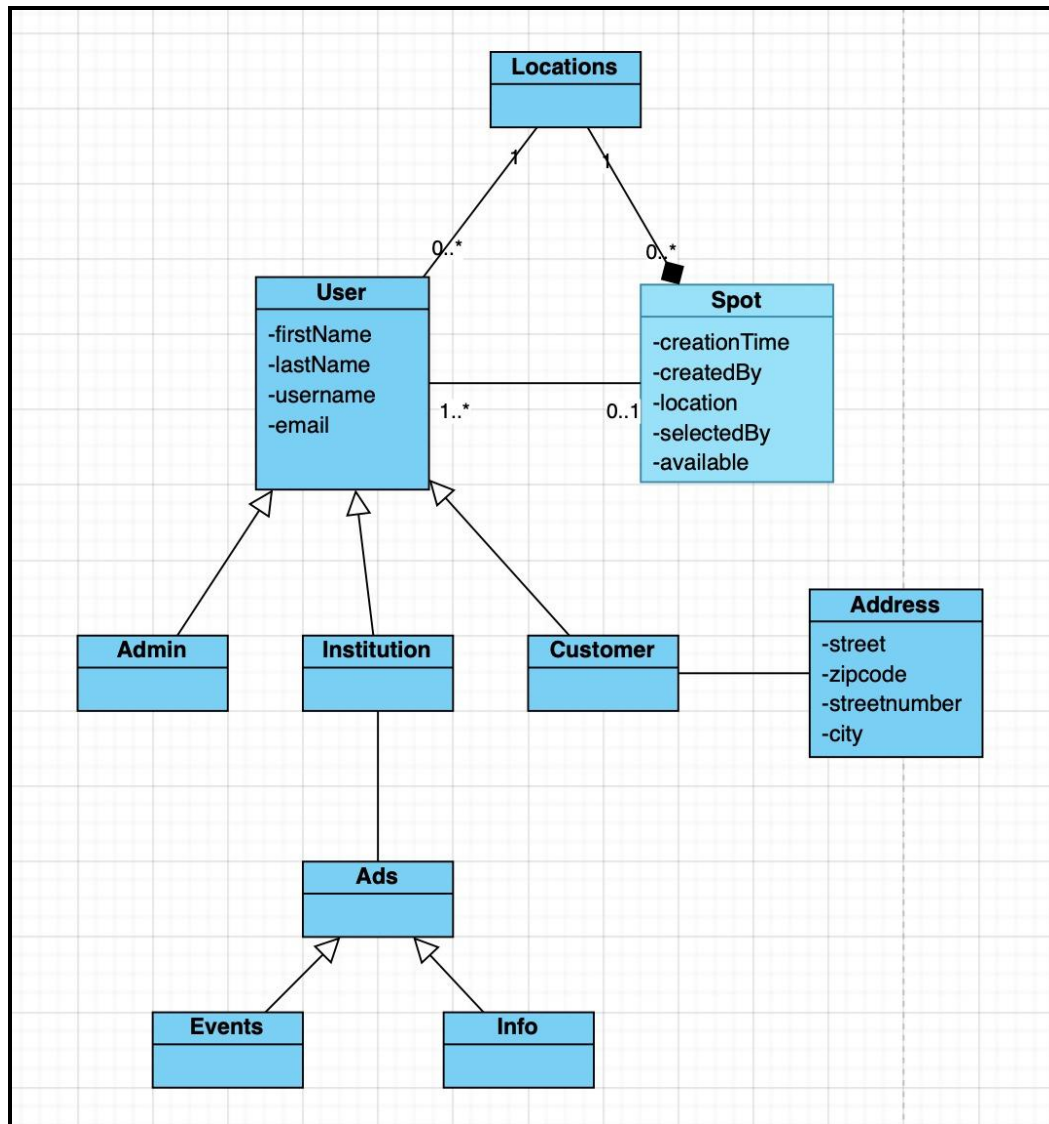 Locations
1
1
0..*
0..*
User
-firstName
-lastName
-username
-email
Spot
-creationTime
-createdBy
-location
-selectedBy
-available
1..*
0..1
Admin
Institution
Customer
Address
-street
-zipcode
-streetnumber
-city
Ads
Events
Info